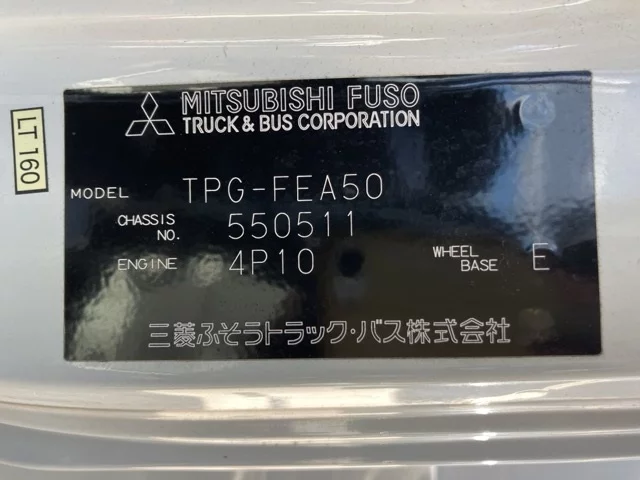 MITSUBISHI FUSO
TRUCK & BUS CORPORATION
LT 160
MODEL TPG-FEA50
CHASSIS NO. 550511
ENGINE 4P10 WHEEL BASE E
三菱ふそうトラック・バス株式会社